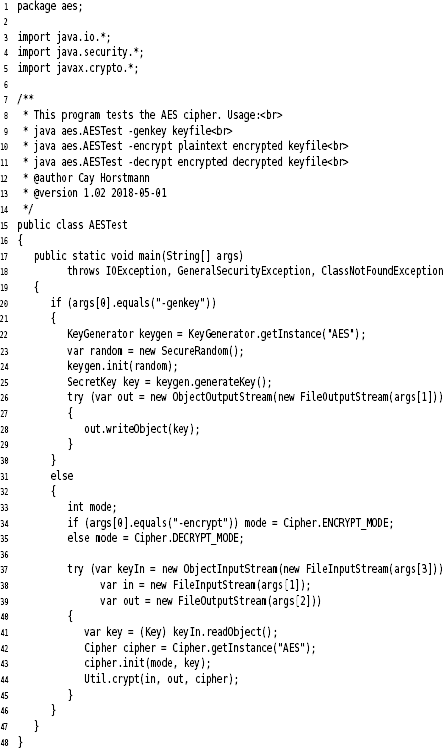 1 package aes;
2
3 import java.io.*;
4 import java.security.*;
5 import javax.crypto.*;
6
7 /**
8  * This program tests the AES cipher. Usage:<br>
9  * java aes.AESTest -genkey keyfile<br>
10  * java aes.AESTest -encrypt plaintext encrypted keyfile<br>
11  * java aes.AESTest -decrypt encrypted decrypted keyfile<br>
12  * @author Cay Horstmann
13  * @version 1.02 2018-05-01
14  */
15 public class AESTest
16 {
17    public static void main(String[] args)
18          throws IOException, GeneralSecurityException, ClassNotFoundException
19    {
20       if (args[0].equals("-genkey"))
21       {
22          KeyGenerator keygen = KeyGenerator.getInstance("AES");
23          var random = new SecureRandom();
24          keygen.init(random);
25          SecretKey key = keygen.generateKey();
26          try (var out = new ObjectOutputStream(new FileOutputStream(args[1])))
27          {
28             out.writeObject(key);
29          }
30       }
31       else
32       {
33          int mode;
34          if (args[0].equals("-encrypt")) mode = Cipher.ENCRYPT_MODE;
35          else mode = Cipher.DECRYPT_MODE;
36
37          try (var keyIn = new ObjectInputStream(new FileInputStream(args[3]))
38                var in = new FileInputStream(args[1]);
39                var out = new FileOutputStream(args[2]))
40          {
41             var key = (Key) keyIn.readObject();
42             Cipher cipher = Cipher.getInstance("AES");
43             cipher.init(mode, key);
44             Util.crypt(in, out, cipher);
45          }
46       }
47    }
48 }